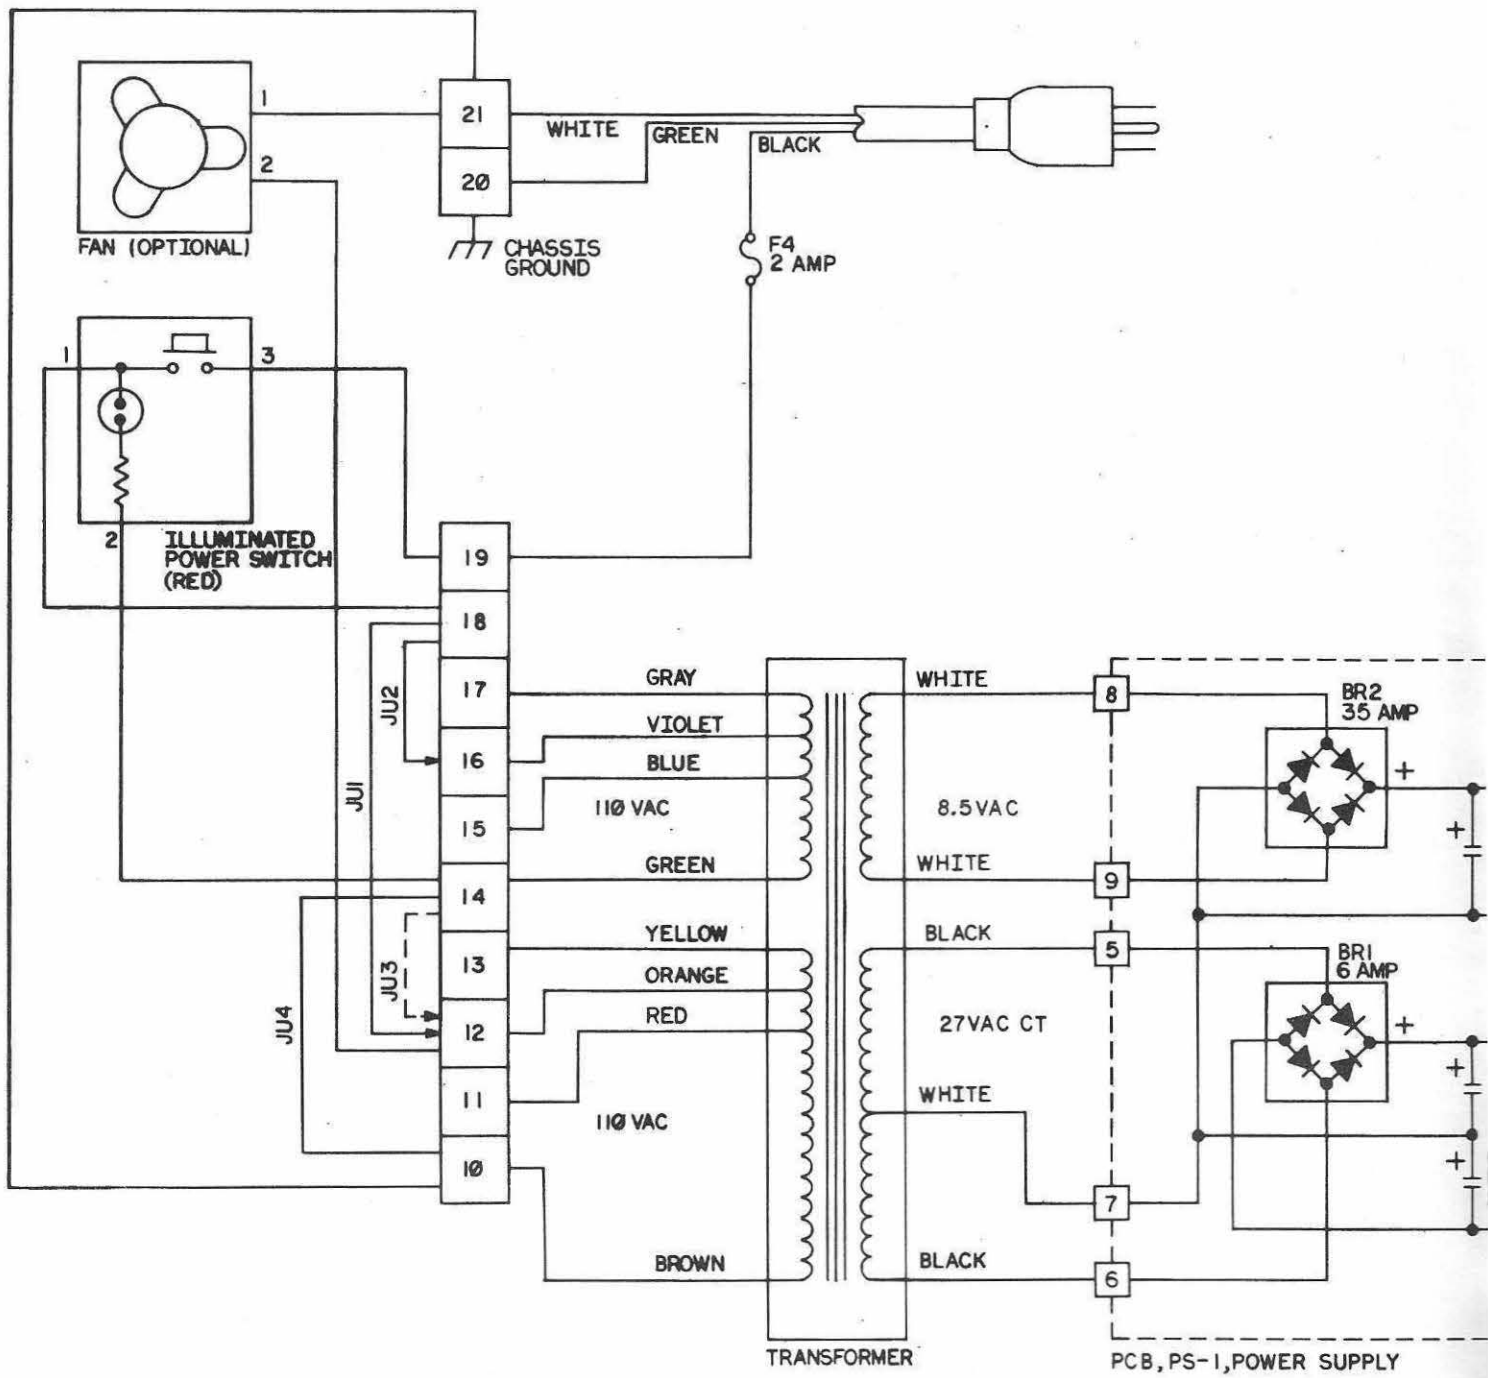 1
2
FAN (OPTIONAL)
21
20
WHITE
GREEN
BLACK
CHASSIS
GROUND
F4
2 AMP
1
3
2
ILLUMINATED
POWER SWITCH
(RED)
19
18
17
16
15
14
13
12
11
10
JU2
JU1
JU3
JU4
GRAY
VIOLET
BLUE
110 VAC
GREEN
YELLOW
ORANGE
RED
110 VAC
BROWN
TRANSFORMER
WHITE
8.5VAC
WHITE
BLACK
27VAC CT
WHITE
BLACK
8
9
5
7
6
BR2
35 AMP
+
+
BR1
6 AMP
+
+
+
PCB, PS-1, POWER SUPPLY